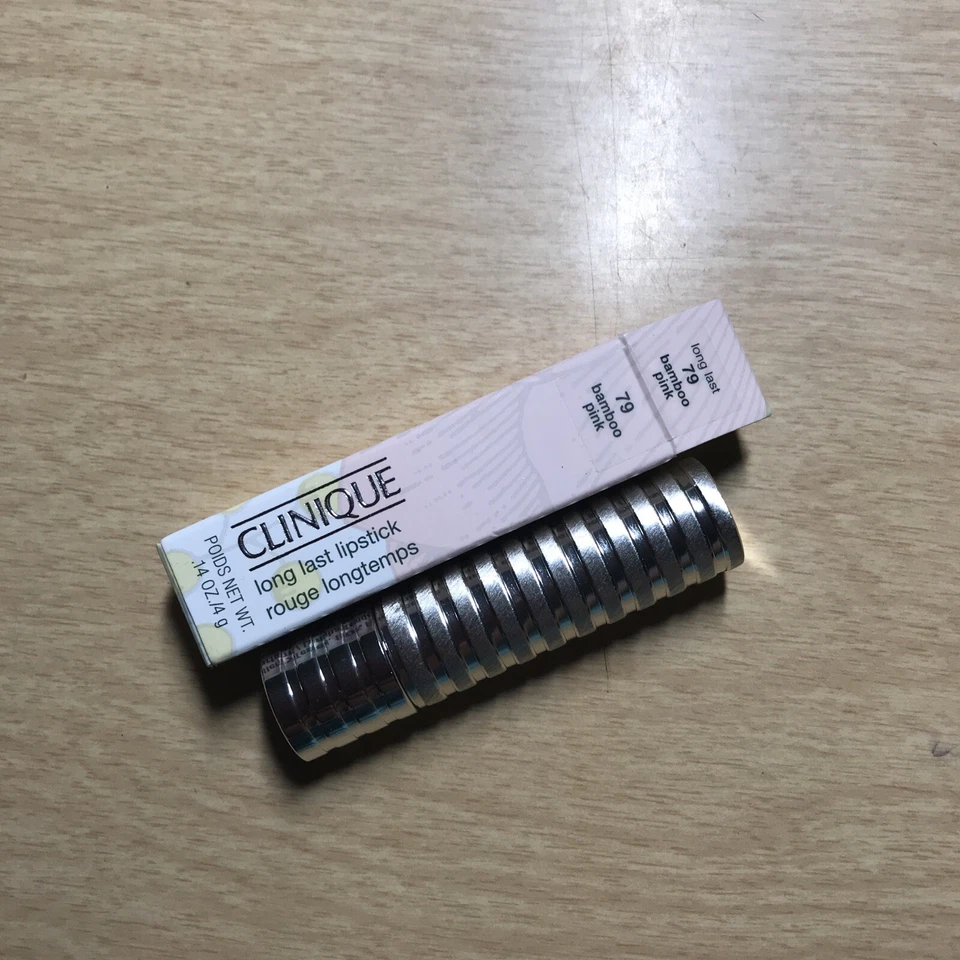 CLINIQUE
long last lipstick
rouge longtemps
POIDS NET WT.
.14 OZ./4 g
79
bamboo
pink
long last
79
bamboo
pink